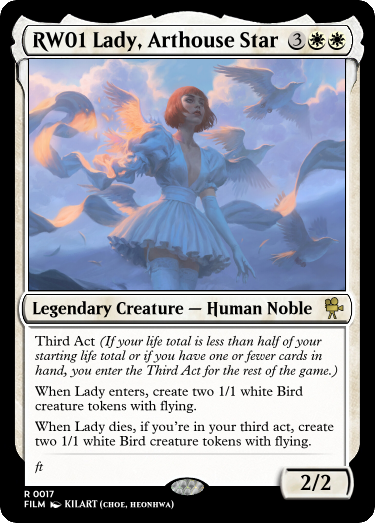 RW01 Lady, Arthouse Star 3
Legendary Creature — Human Noble
Third Act (If your life total is less than half of your
starting life total or if you have one or fewer cards in
hand, you enter the Third Act for the rest of the game.)
When Lady enters, create two 1/1 white Bird
creature tokens with flying.
When Lady dies, if you're in your third act, create
two 1/1 white Bird creature tokens with flying.
ft
2/2
R 0017
FILM KILART (CHOE, HEONHWA)